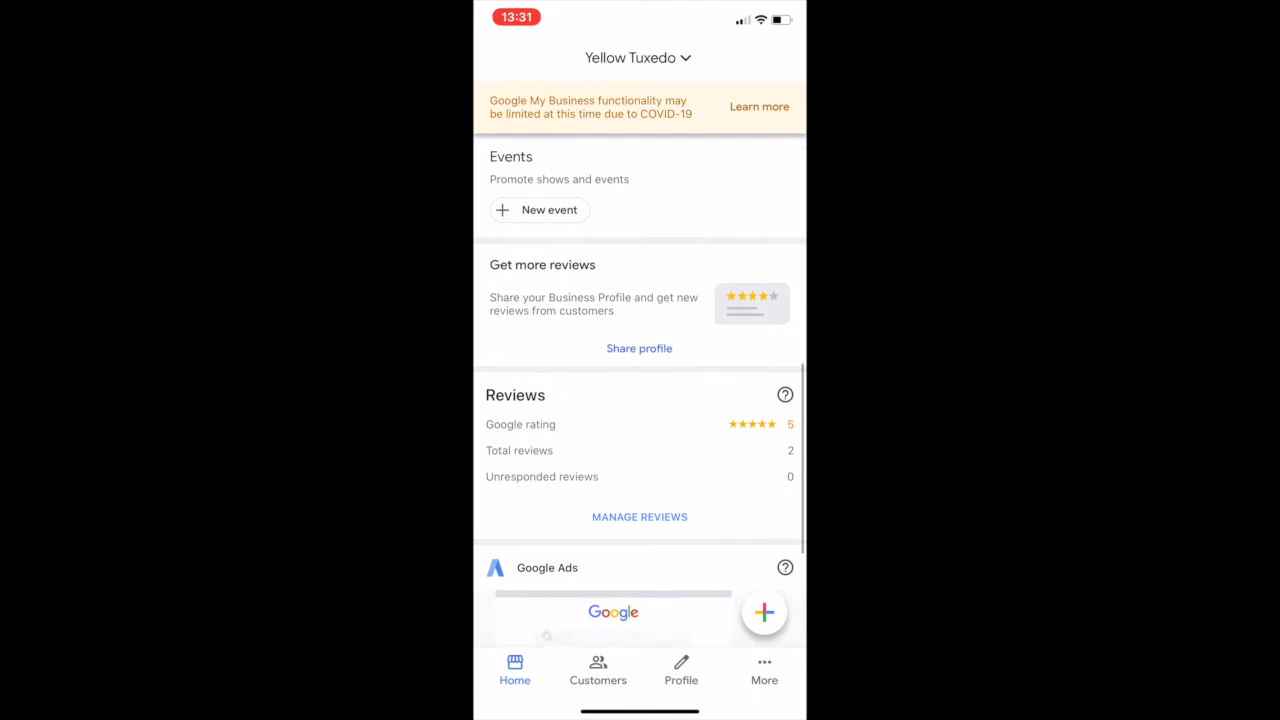 13:31
Yellow Tuxedo
Google My Business functionality may
be limited at this time due to COVID-19
Learn more
Events
Promote shows and events
New event
Get more reviews
Share your Business Profile and get new
reviews from customers
Share profile
Reviews
Google rating 5
Total reviews 2
Unresponded reviews 0
MANAGE REVIEWS
Google Ads
Google
Home Customers Profile More